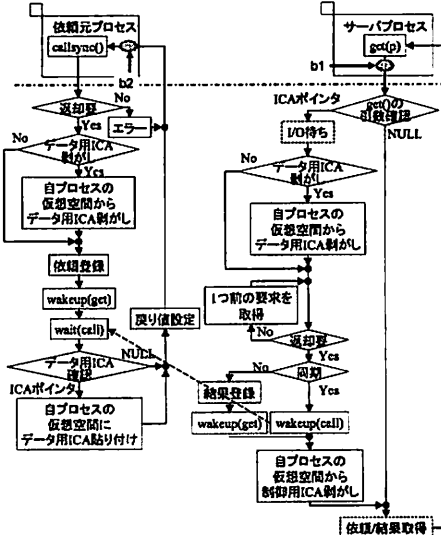 依頼元プロセス
callsync()
b2
返却要
No
Yes
エラー
データ用ICA
剥がし
No
Yes
自プロセスの
仮想空間から
データ用ICA剥がし
依頼登録
wakeup(get)
wait(call)
戻り値設定
データ用ICA
確認
NULL
ICAポインタ
自プロセスの
仮想空間に
データ用ICA貼り付け
サーバプロセス
get(p)
b1
ICAポインタ
get()の
引数確認
NULL
I/O待ち
No
データ用ICA
剥がし
Yes
自プロセスの
仮想空間から
データ用ICA剥がし
1つ前の要求を
取得
No
返却要
Yes
No
同期
Yes
結果登録
wakeup(get)
wakeup(call)
自プロセスの
仮想空間から
制御用ICA剥がし
依頼/結果取得